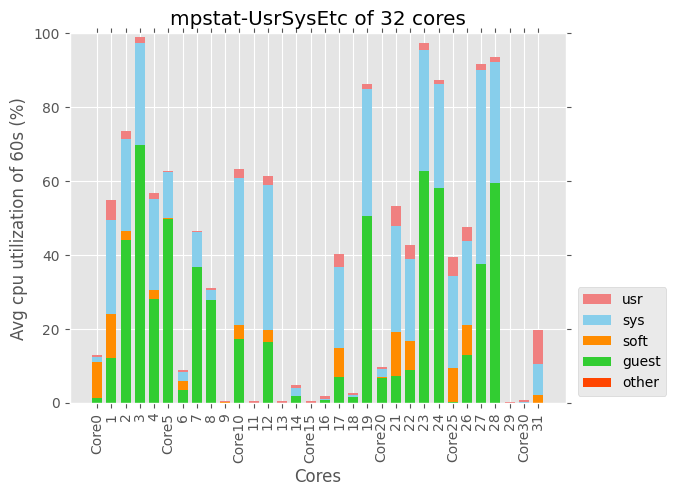 mpstat-UsrSysEtc of 32 cores
Avg cpu utilization of 60s (%)
100
80
60
40
20
0
Core0
1
2
3
4
Core5
6
7
8
9
Core10
11
12
13
14
Core15
16
17
18
19
Core20
21
22
23
24
Core25
26
27
28
29
Core30
31
Cores
usr
sys
soft
guest
other